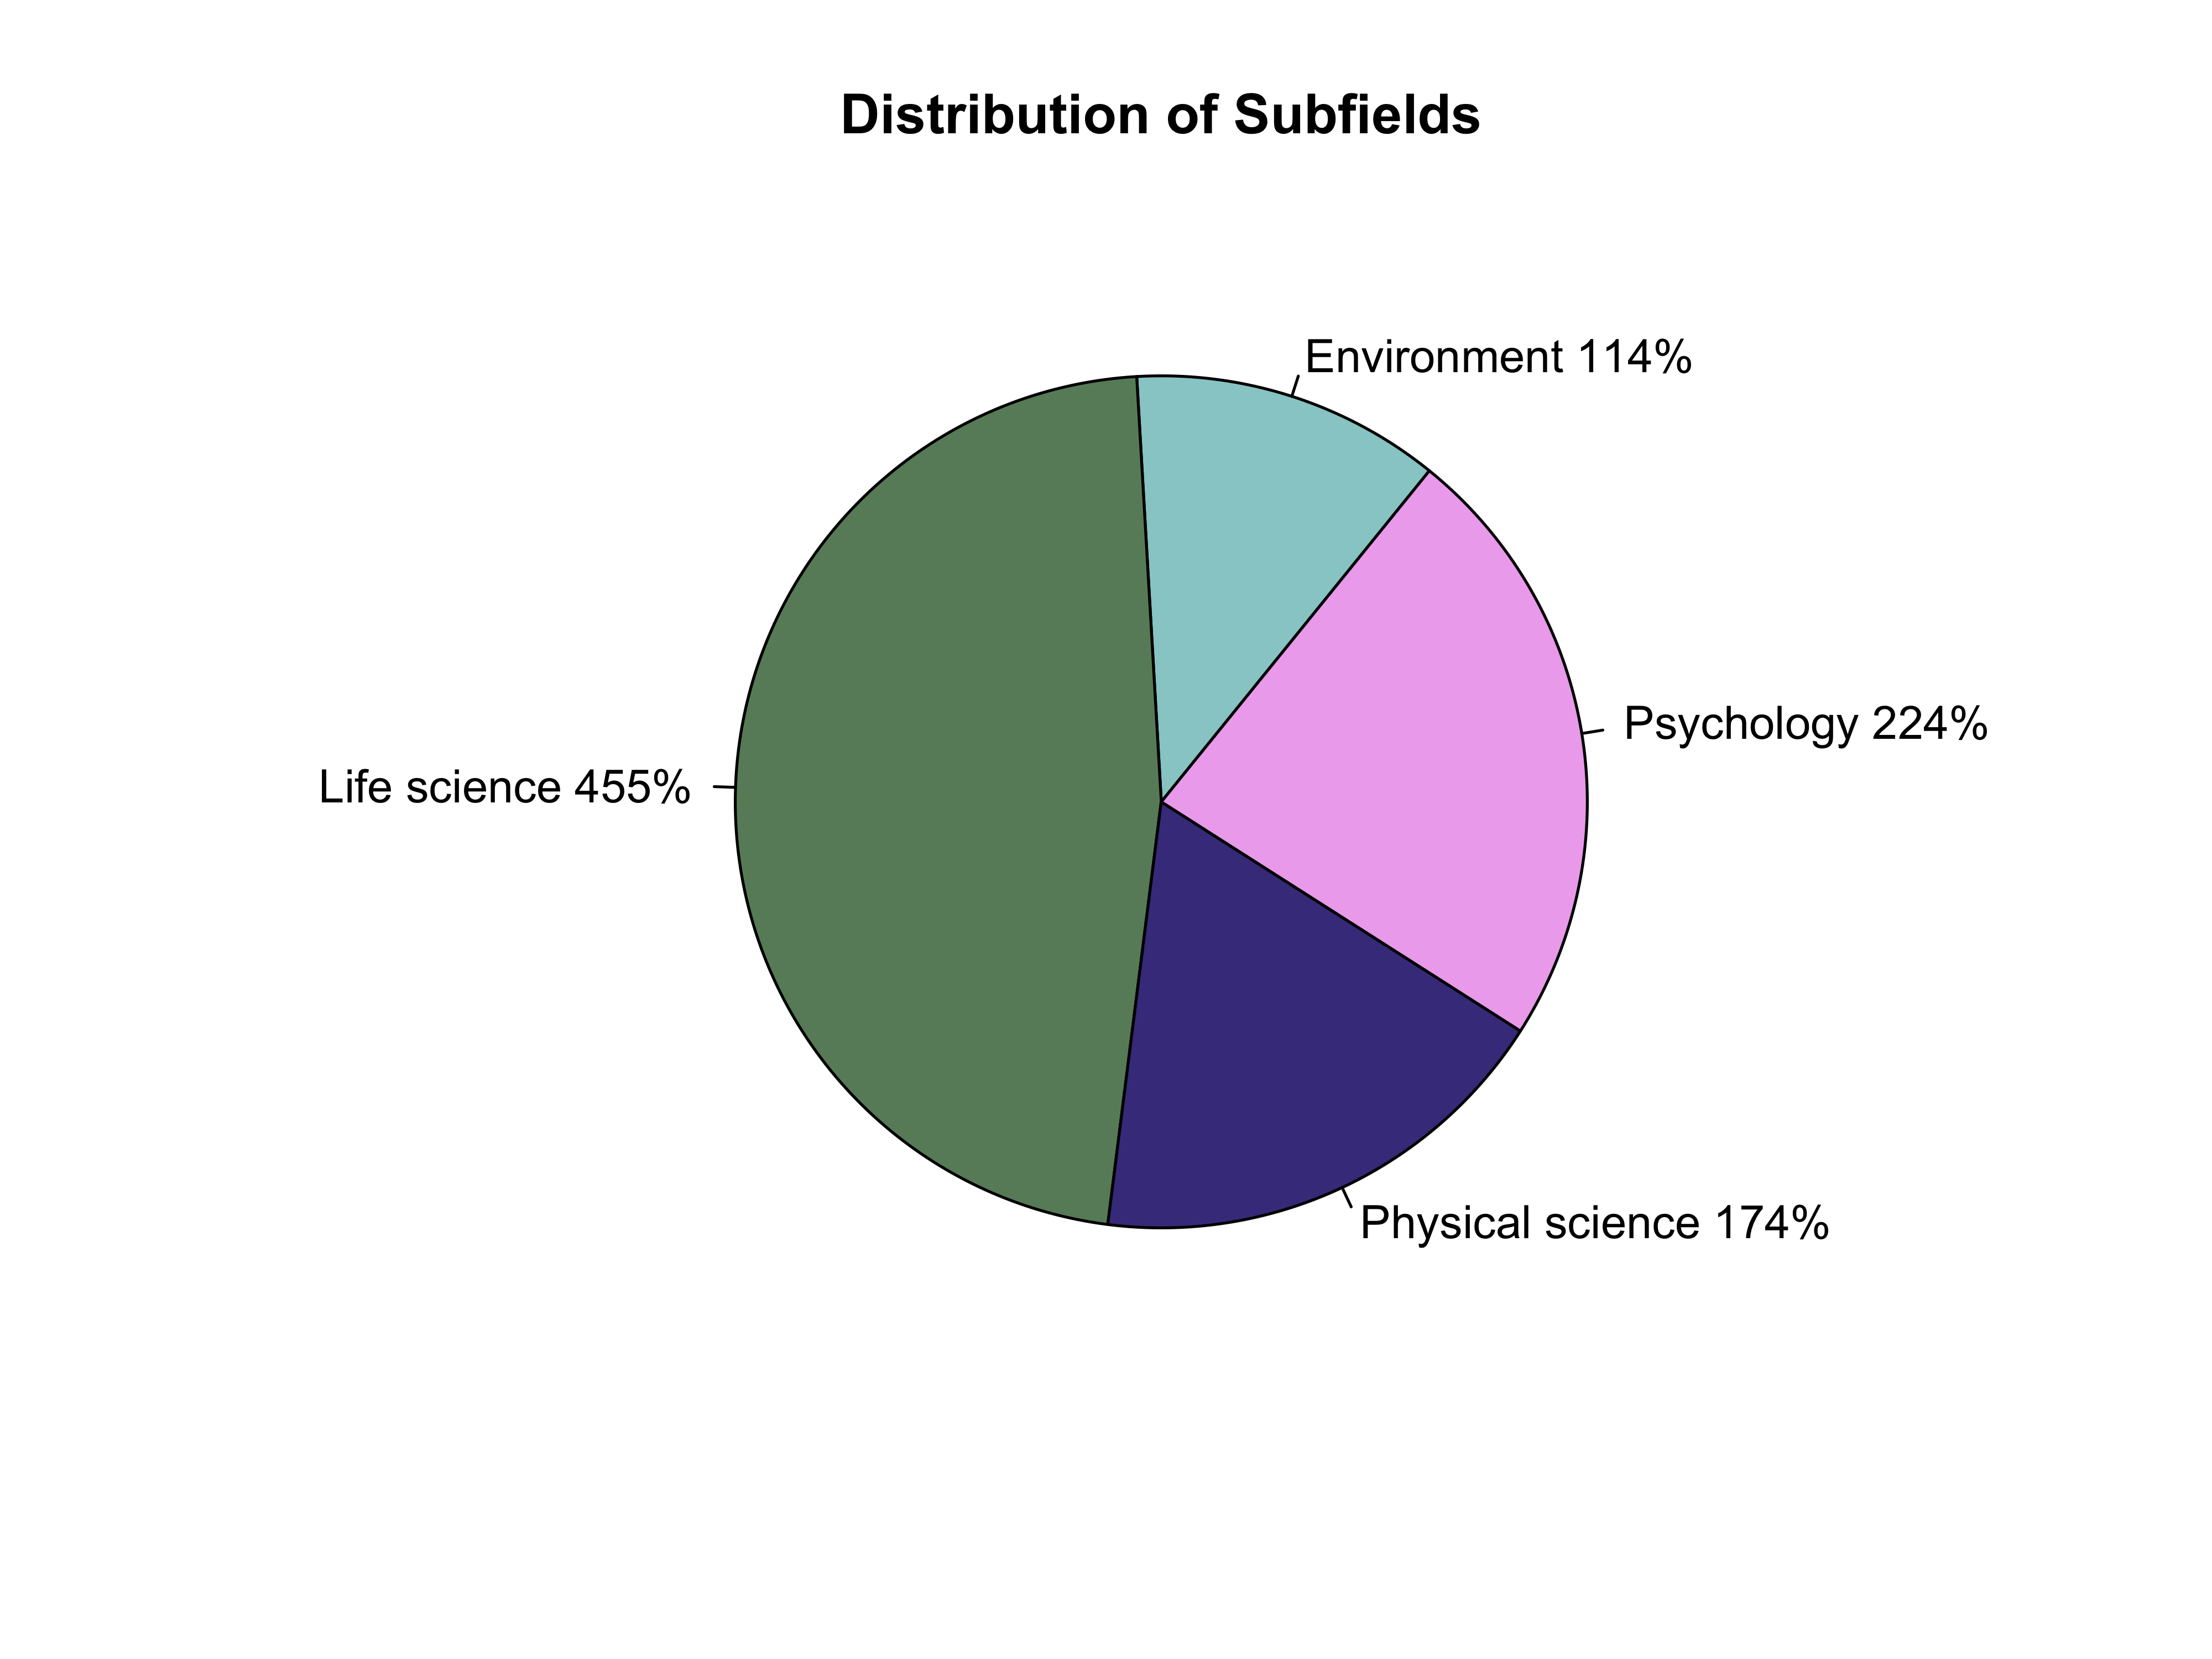 Distribution of Subfields
Environment 114%
Psychology 224%
Life science 455%
Physical science 174%